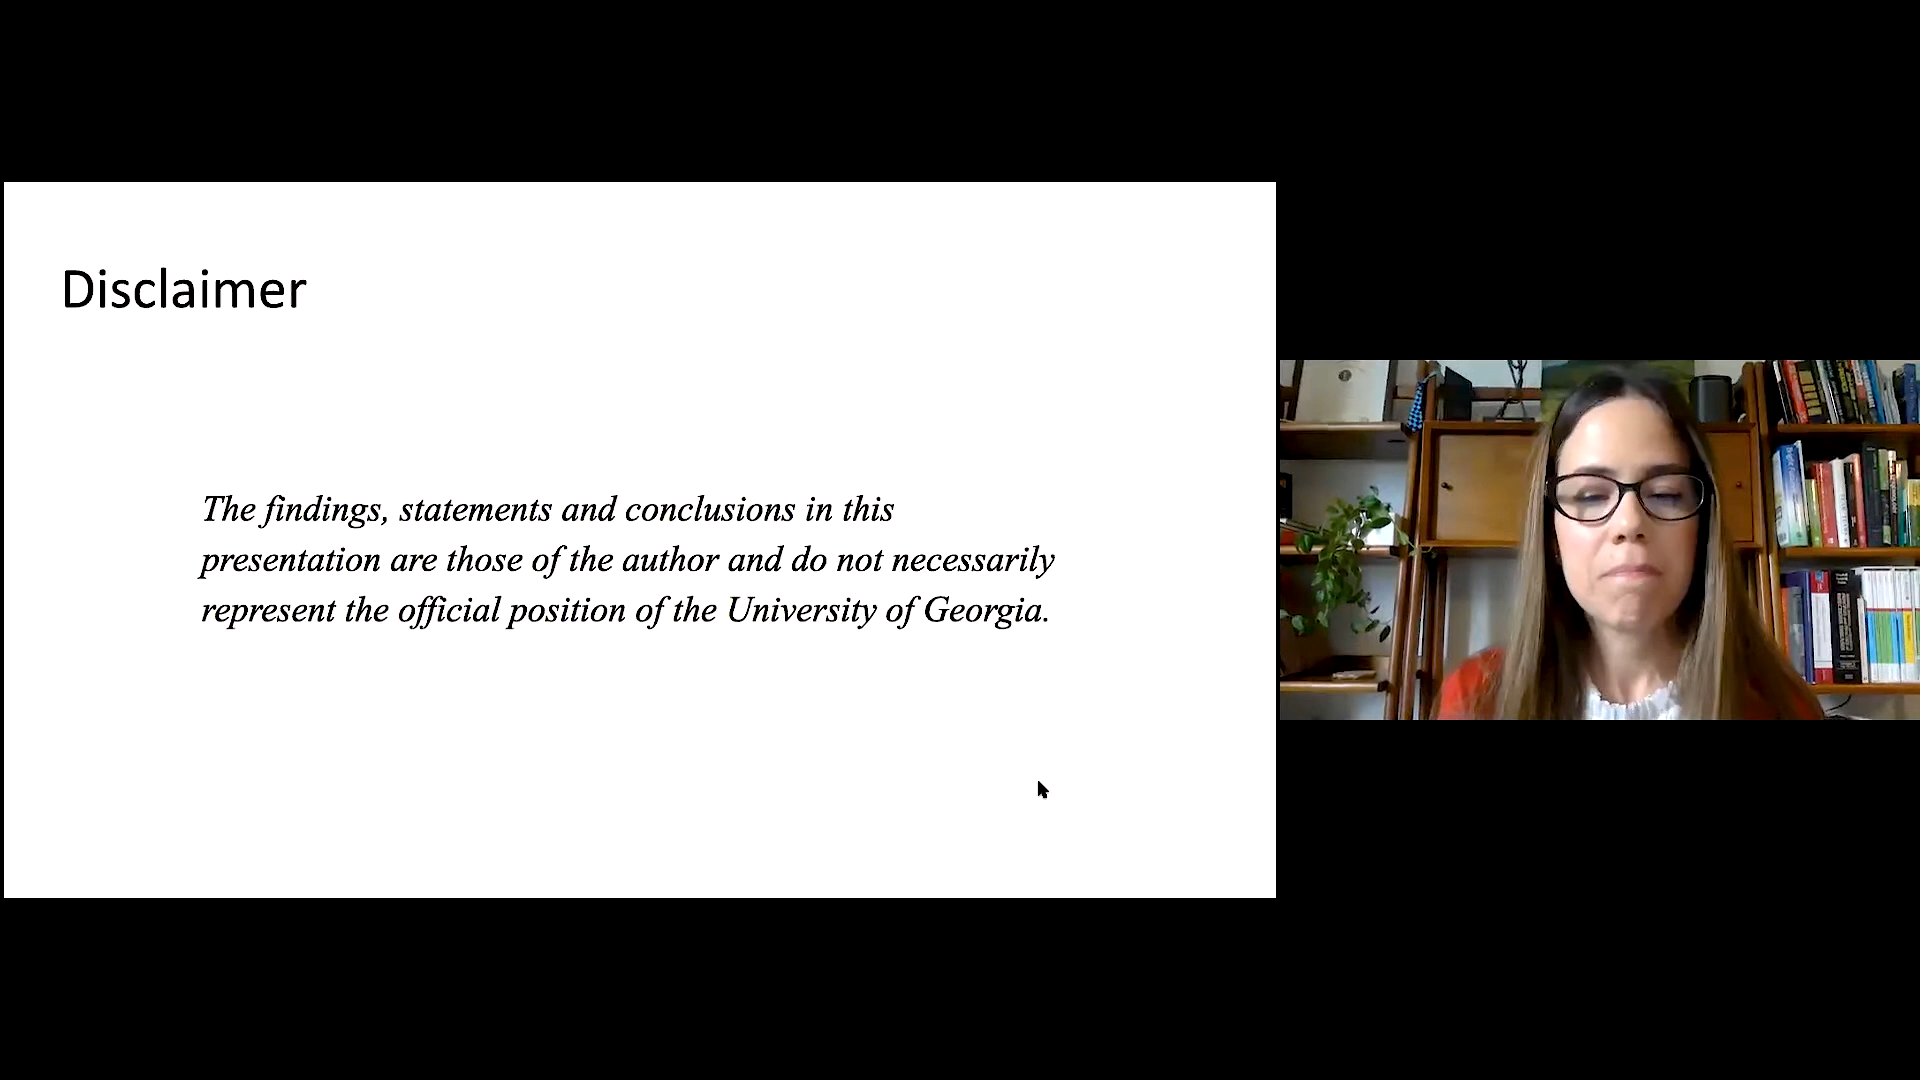 Disclaimer
The findings, statements and conclusions in this
presentation are those of the author and do not necessarily
represent the official position of the University of Georgia.